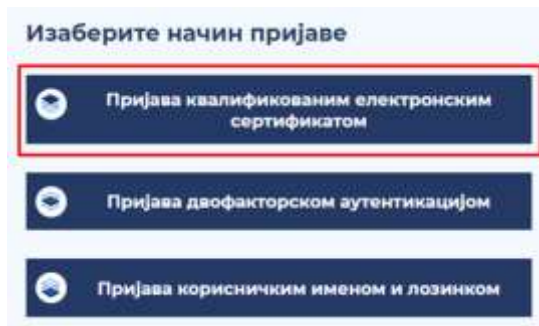 Изаберите начин пријаве
Пријава квалификованим електронским
сертификатом
Пријава двофакторском аутентикацијом
Пријава корисничким именом и лозинком